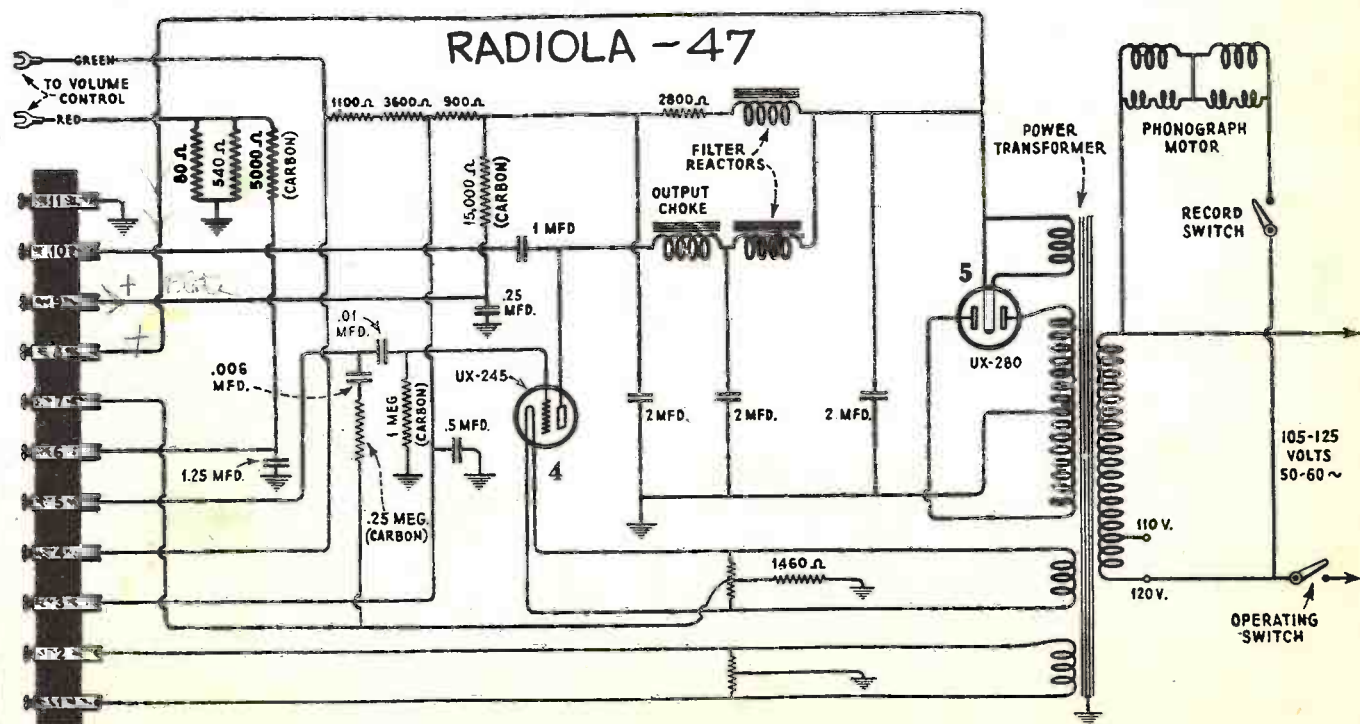 RADIOLA - 47
GREEN
TO VOLUME
CONTROL
RED
80 Ω
540 Ω
5000 Ω
(CARBON)
1100 Ω
3600 Ω
900 Ω
15,000 Ω
(CARBON)
2800 Ω
FILTER
REACTORS
OUTPUT
CHOKE
POWER
TRANSFORMER
PHONOGRAPH
MOTOR
RECORD
SWITCH
11
10
9
8
7
6
5
4
3
2
1
+ Plate
+
1 MFD
.25
MFD.
.01
MFD.
.006
MFD.
1 MEG
(CARBON)
.5 MFD.
1.25 MFD.
.25 MEG.
(CARBON)
UX-245
4
2 MFD.
2 MFD.
2 MFD.
5
UX-280
105-125
VOLTS
50-60 ~
110 V.
120 V.
1460 Ω
OPERATING
SWITCH